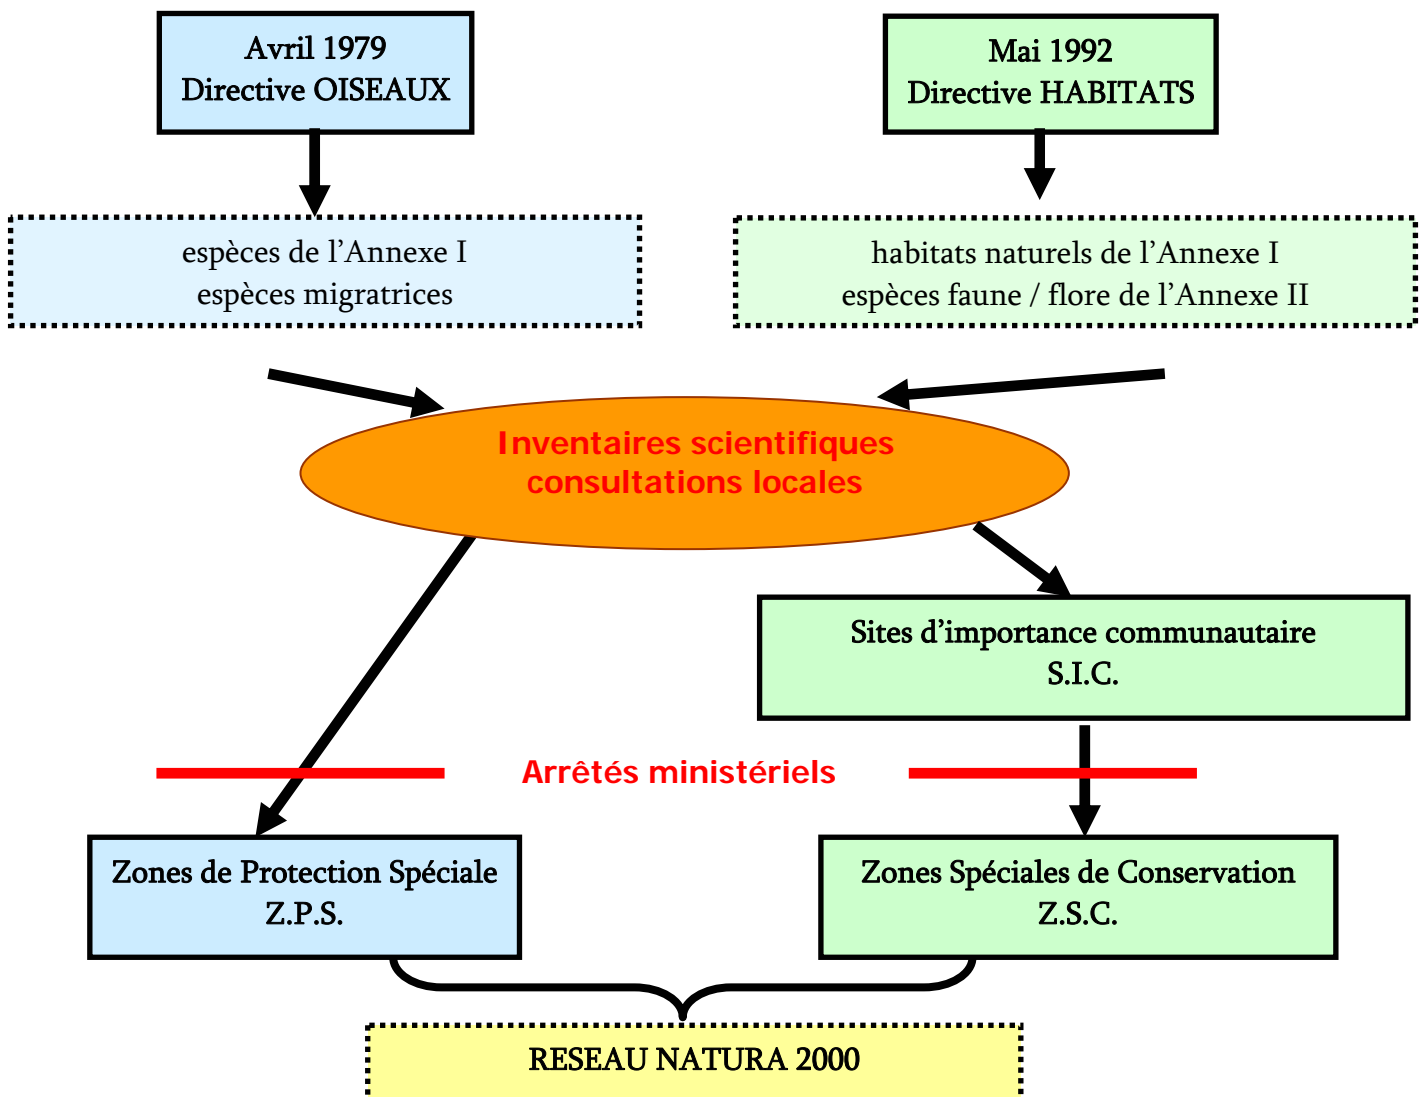 Avril 1979
Directive OISEAUX
Mai 1992
Directive HABITATS
espèces de l’Annexe I
espèces migratrices
habitats naturels de l’Annexe I
espèces faune / flore de l’Annexe II
Inventaires scientifiques
consultations locales
Sites d’importance communautaire
S.I.C.
Arrêtés ministériels
Zones de Protection Spéciale
Z.P.S.
Zones Spéciales de Conservation
Z.S.C.
RESEAU NATURA 2000